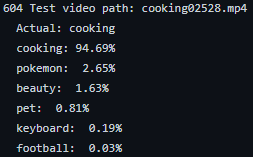 604 Test video path: cooking02528.mp4
Actual: cooking
cooking: 94.69%
pokemon: 2.65%
beauty: 1.63%
pet: 0.81%
keyboard: 0.19%
football: 0.03%